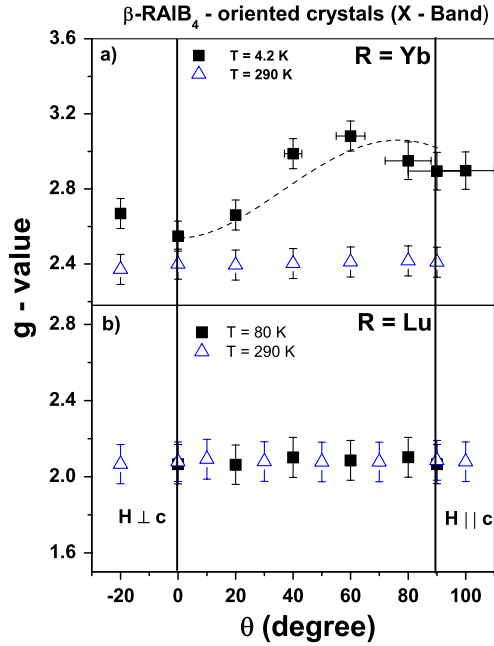 β-RAlB₄ - oriented crystals (X - Band)
a)
T = 4.2 K
T = 290 K
R = Yb
3.6
3.2
2.8
2.4
g - value
b)
T = 80 K
T = 290 K
R = Lu
2.8
2.4
2.0
1.6
H ⊥ c
H || c
-20 0 20 40 60 80 100
θ (degree)